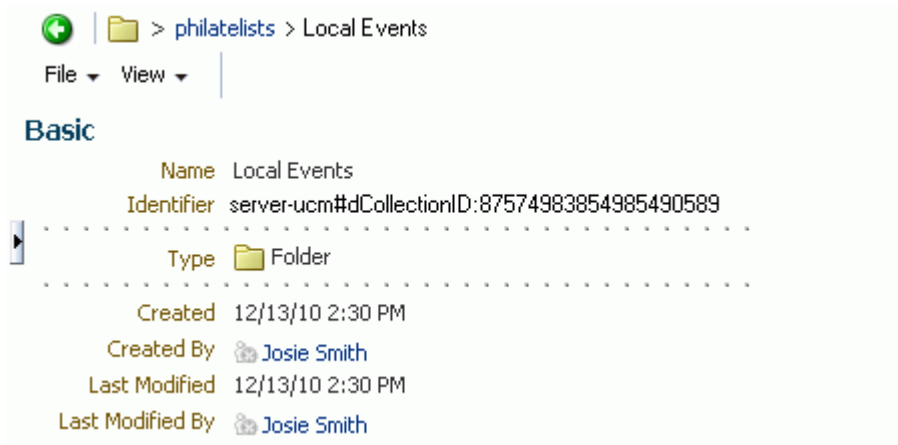 > philatelists > Local Events
File View
Basic
Name Local Events
Identifier server-ucm#dCollectionID:87574983854985490589
Type Folder
Created 12/13/10 2:30 PM
Created By Josie Smith
Last Modified 12/13/10 2:30 PM
Last Modified By Josie Smith